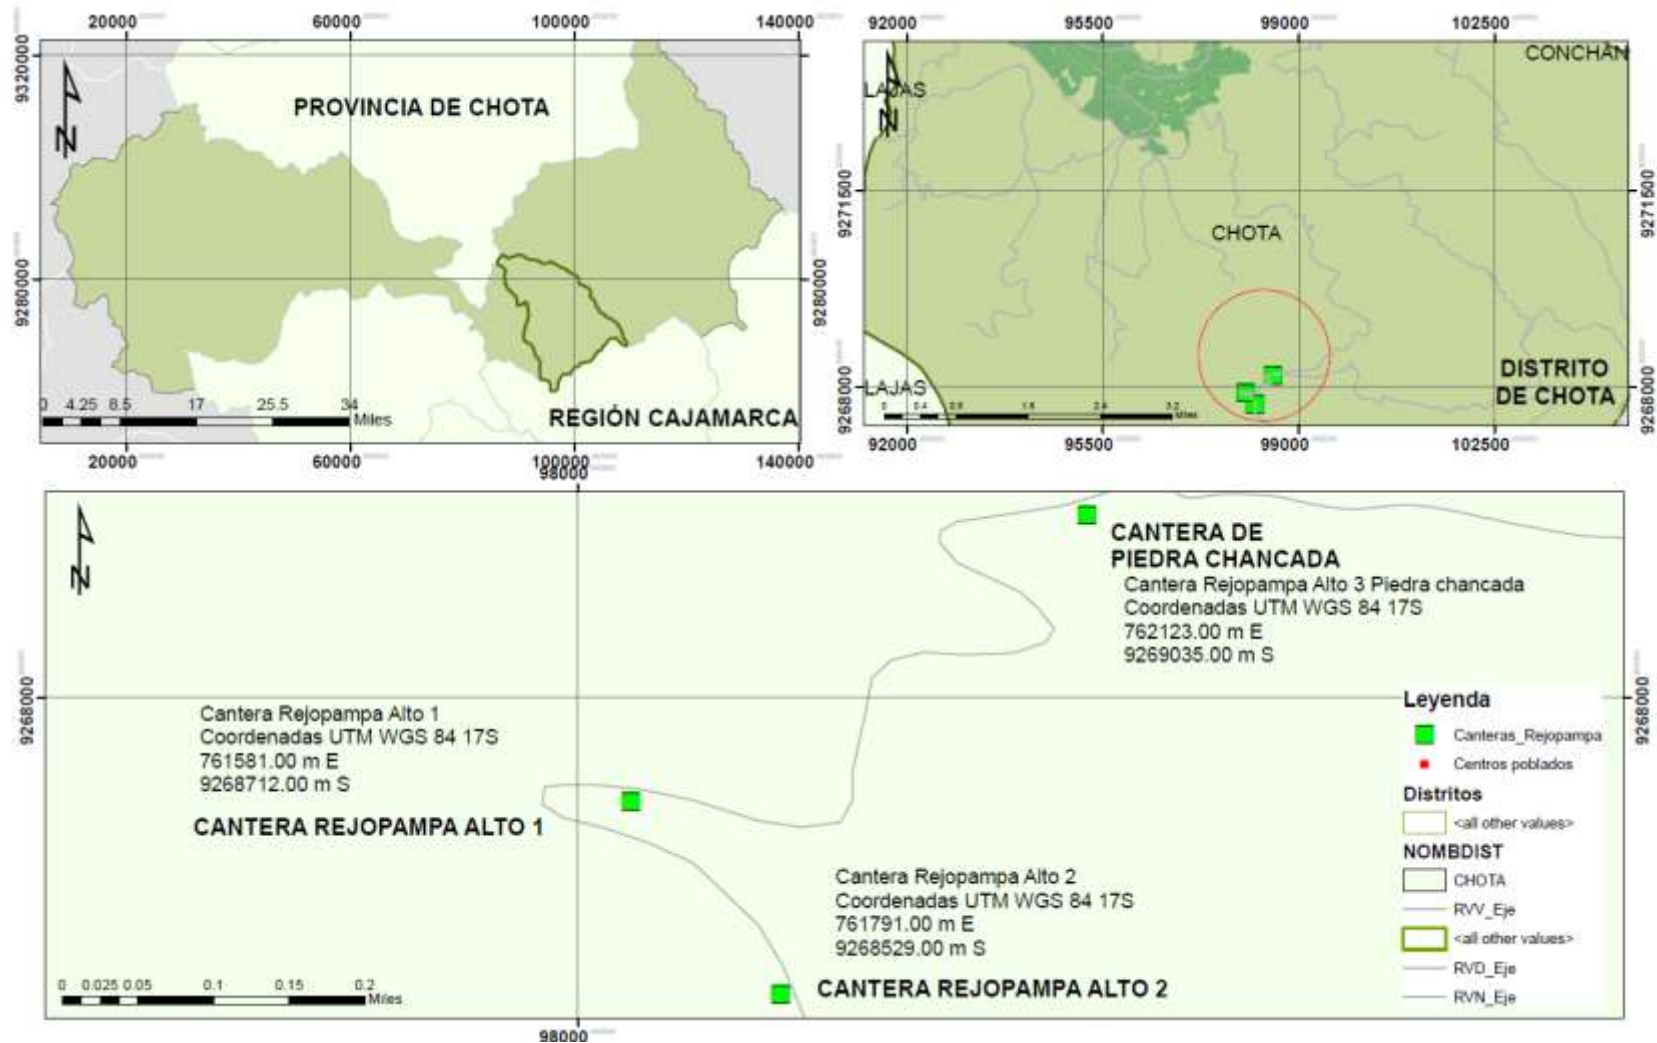 20000 60000 100000 140000
9320000
9280000
PROVINCIA DE CHOTA
REGIÓN CAJAMARCA
0 4.25 8.5 17 25.5 34
Miles
N
9280000
20000 60000 100000 140000
92000 95500 99000 102500
CONCHAN
LAJAS
N
9271500
9271500
CHOTA
LAJAS
DISTRITO
DE CHOTA
9268000
9268000
Miles
92000 95500 99000 102500
98000
N
CANTERA DE
PIEDRA CHANCADA
Cantera Rejopampa Alto 3 Piedra chancada
Coordenadas UTM WGS 84 17S
762123.00 m E
9269035.00 m S
9268000
9268000
Cantera Rejopampa Alto 1
Coordenadas UTM WGS 84 17S
761581.00 m E
9268712.00 m S
CANTERA REJOPAMPA ALTO 1
Cantera Rejopampa Alto 2
Coordenadas UTM WGS 84 17S
761791.00 m E
9268529.00 m S
CANTERA REJOPAMPA ALTO 2
0 0.025 0.05 0.1 0.15 0.2
Miles
98000
Leyenda
Canteras_Rejopampa
Centros poblados
Distritos
<all other values>
NOMBDIST
CHOTA
RVV_Eje
<all other values>
RVD_Eje
RVN_Eje